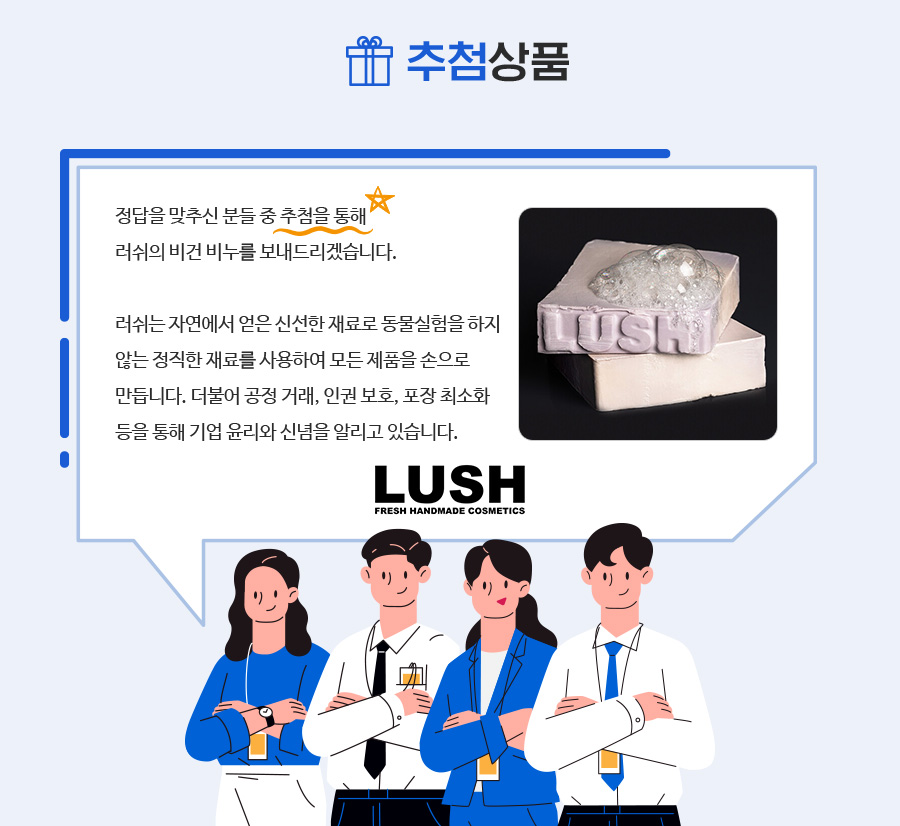 추첨상품
정답을 맞추신 분들 중 추첨을 통해
러쉬의 비건 비누를 보내드리겠습니다.
러쉬는 자연에서 얻은 신선한 재료로 동물실험을 하지
않는 정직한 재료를 사용하여 모든 제품을 손으로
만듭니다. 더불어 공정 거래, 인권 보호, 포장 최소화
등을 통해 기업 윤리와 신념을 알리고 있습니다.
LUSH
LUSH
FRESH HANDMADE COSMETICS